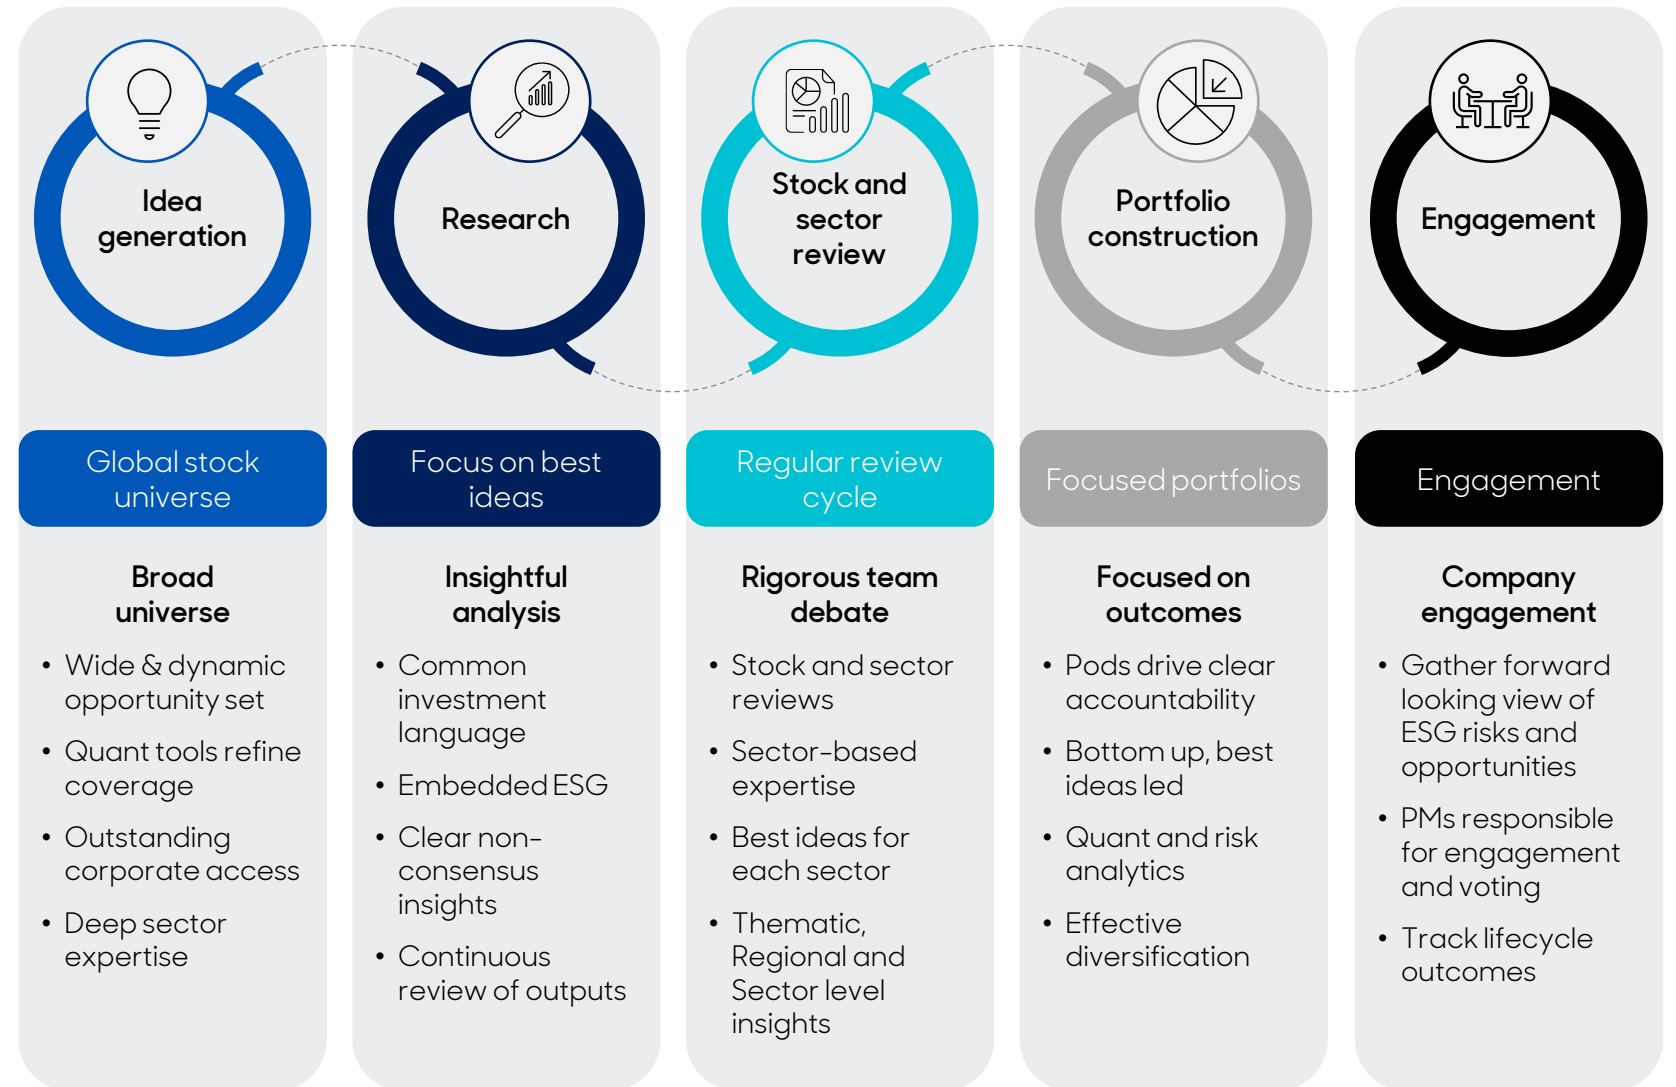 Idea
generation
Research
Stock and
sector
review
Portfolio
construction
Engagement
Global stock
universe
Focus on best
ideas
Regular review
cycle
Focused portfolios
Engagement
Broad
universe
• Wide & dynamic
opportunity set
• Quant tools refine
coverage
• Outstanding
corporate access
• Deep sector
expertise
Insightful
analysis
• Common
investment
language
• Embedded ESG
• Clear non-
consensus
insights
• Continuous
review of outputs
Rigorous team
debate
• Stock and sector
reviews
• Sector-based
expertise
• Best ideas for
each sector
• Thematic,
Regional and
Sector level
insights
Focused on
outcomes
• Pods drive clear
accountability
• Bottom up, best
ideas led
• Quant and risk
analytics
• Effective
diversification
Company
engagement
• Gather forward
looking view of
ESG risks and
opportunities
• PMs responsible
for engagement
and voting
• Track lifecycle
outcomes